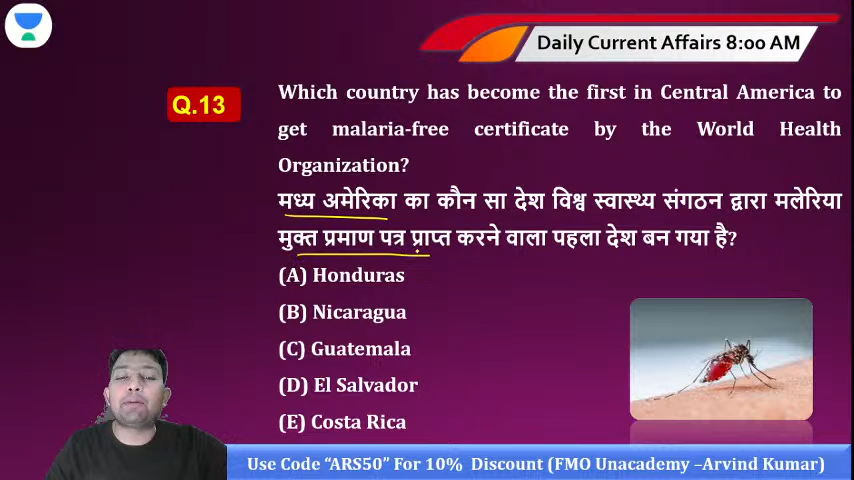 Daily Current Affairs 8:00 AM
Q.13
Which country has become the first in Central America to
get malaria-free certificate by the World Health
Organization?
मध्य अमेरिका का कौन सा देश विश्व स्वास्थ्य संगठन द्वारा मलेरिया
मुक्त प्रमाण पत्र प्राप्त करने वाला पहला देश बन गया है?
(A) Honduras
(B) Nicaragua
(C) Guatemala
(D) El Salvador
(E) Costa Rica
Use Code “ARS50” For 10% Discount (FMO Unacademy –Arvind Kumar)